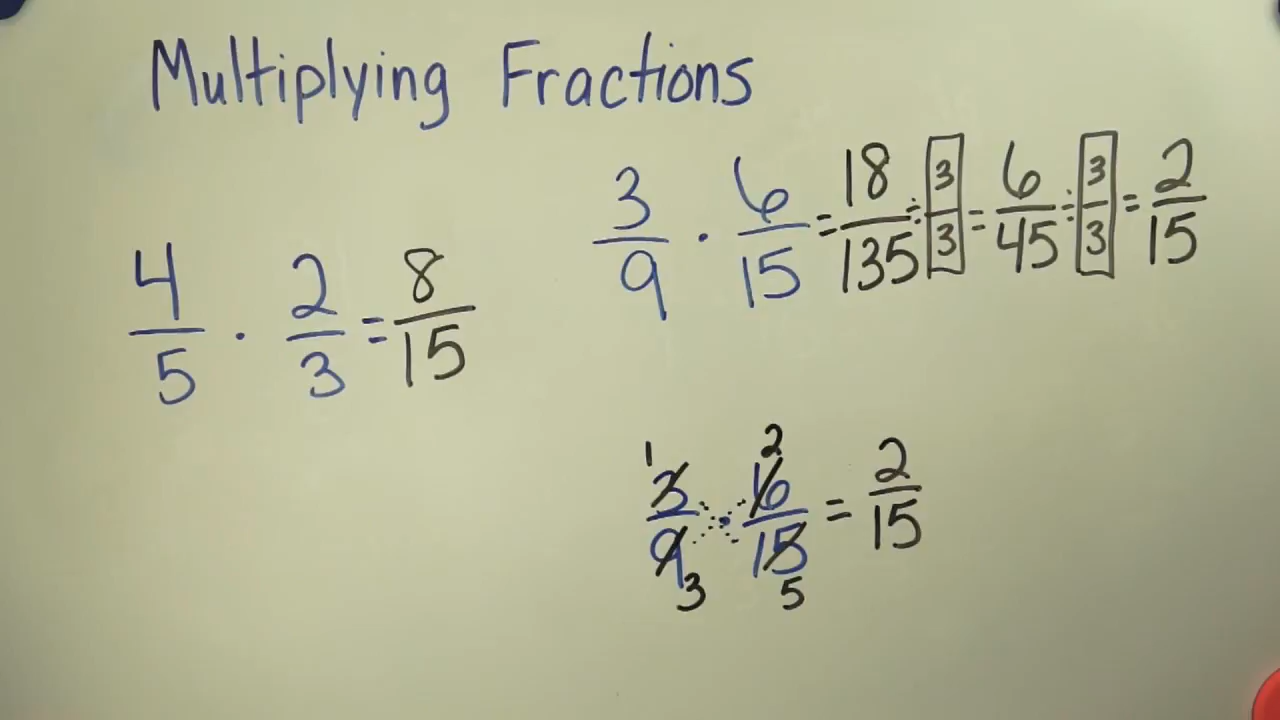 Multiplying Fractions
4/5 · 2/3 = 8/15
3/9 · 6/15 = 18/135 ÷ 3/3 = 6/45 ÷ 3/3 = 2/15
1 2
3/9 · 6/15 = 2/15
3 5